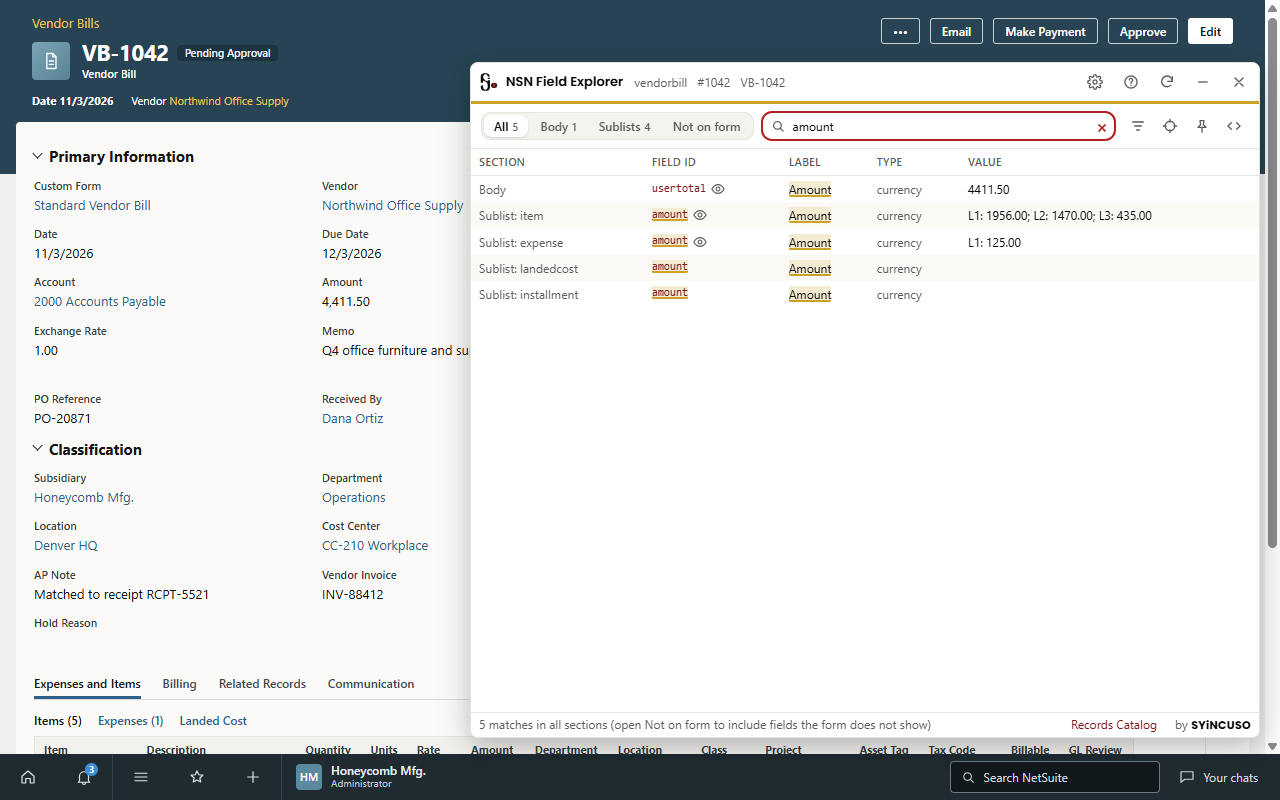 Vendor Bills
VB-1042 Pending Approval
Vendor Bill
Date 11/3/2026 Vendor Northwind Office Supply
••• Email Make Payment Approve Edit
Primary Information
Custom Form Vendor
Standard Vendor Bill Northwind Office Supply
Date Due Date
11/3/2026 12/3/2026
Account Amount
2000 Accounts Payable 4,411.50
Exchange Rate Memo
1.00 Q4 office furniture and su
PO Reference Received By
PO-20871 Dana Ortiz
Classification
Subsidiary Department
Honeycomb Mfg. Operations
Location Cost Center
Denver HQ CC-210 Workplace
AP Note Vendor Invoice
Matched to receipt RCPT-5521 INV-88412
Hold Reason
Expenses and Items Billing Related Records Communication
Items (5) Expenses (1) Landed Cost
Item Description Quantity Units Rate Amount Department Location Class Project Asset Tag Tax Code Billable GL Review
NSN Field Explorer vendorbill #1042 VB-1042
All 5 Body 1 Sublists 4 Not on form amount
SECTION FIELD ID LABEL TYPE VALUE
Body usertotal Amount currency 4411.50
Sublist: item amount Amount currency L1: 1956.00; L2: 1470.00; L3: 435.00
Sublist: expense amount Amount currency L1: 125.00
Sublist: landedcost amount Amount currency
Sublist: installment amount Amount currency
5 matches in all sections (open Not on form to include fields the form does not show) Records Catalog by SYiNCUSO
3 HM Honeycomb Mfg.
Administrator
Search NetSuite Your chats